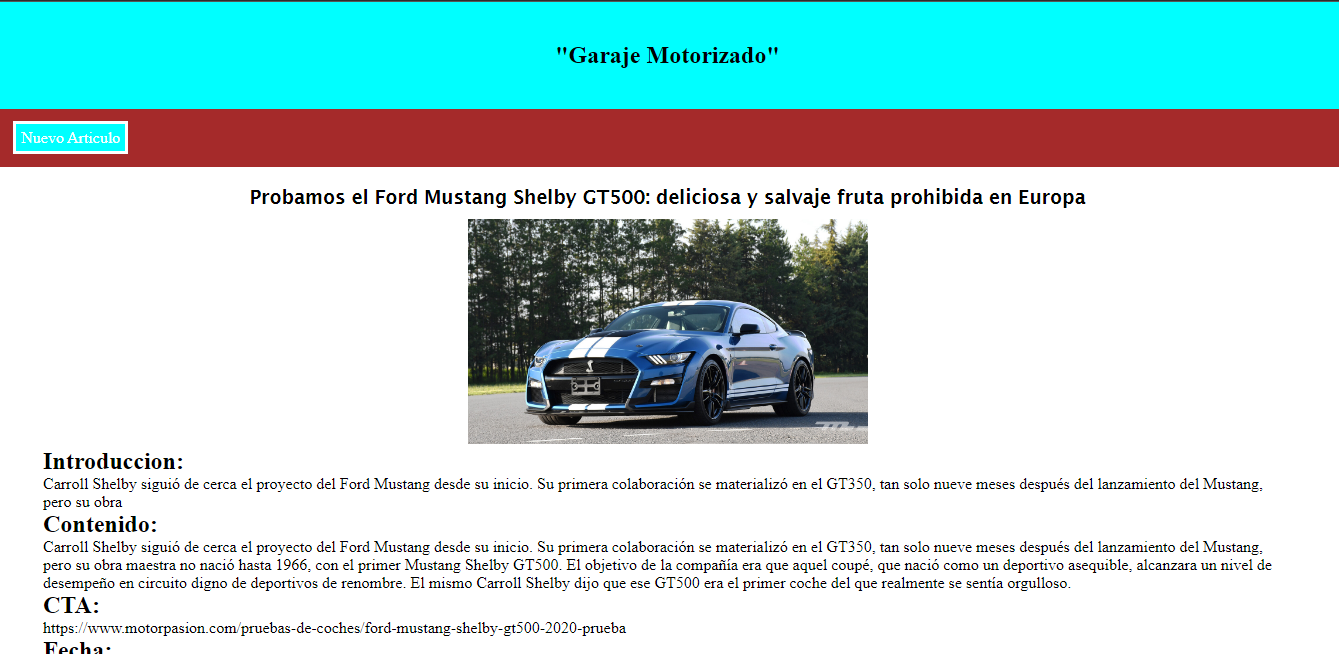 "Garaje Motorizado"
Nuevo Articulo
Probamos el Ford Mustang Shelby GT500: deliciosa y salvaje fruta prohibida en Europa
Introduccion:
Carroll Shelby siguió de cerca el proyecto del Ford Mustang desde su inicio. Su primera colaboración se materializó en el GT350, tan solo nueve meses después del lanzamiento del Mustang,
pero su obra
Contenido:
Carroll Shelby siguió de cerca el proyecto del Ford Mustang desde su inicio. Su primera colaboración se materializó en el GT350, tan solo nueve meses después del lanzamiento del Mustang,
pero su obra maestra no nació hasta 1966, con el primer Mustang Shelby GT500. El objetivo de la compañía era que aquel coupé, que nació como un deportivo asequible, alcanzara un nivel de
desempeño en circuito digno de deportivos de renombre. El mismo Carroll Shelby dijo que ese GT500 era el primer coche del que realmente se sentía orgulloso.
CTA:
https://www.motorpasion.com/pruebas-de-coches/ford-mustang-shelby-gt500-2020-prueba
Fecha: